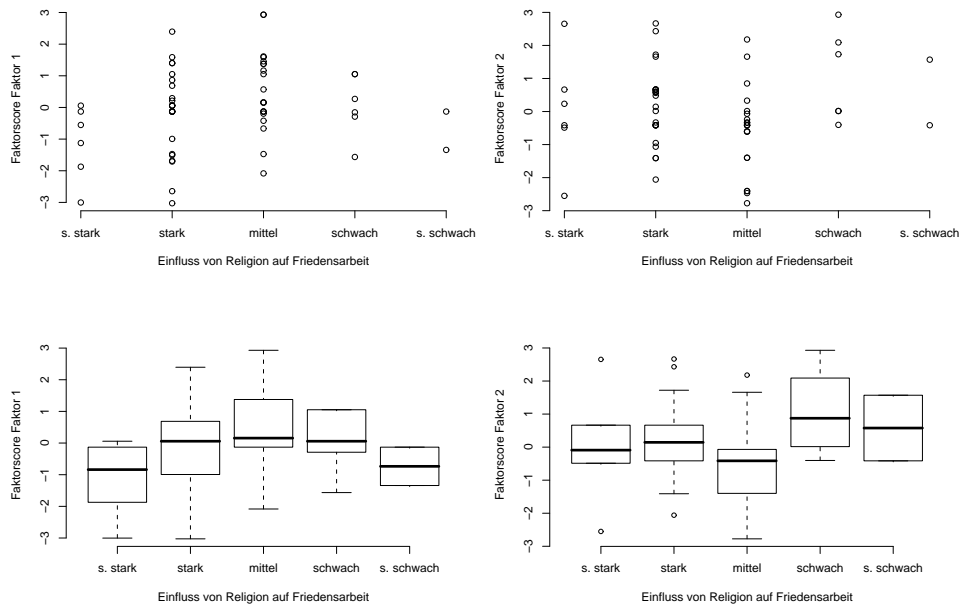 3
2
1
0
−1
−2
−3
Faktorscore Faktor 1
s. stark stark mittel schwach s. schwach
Einfluss von Religion auf Friedensarbeit
3
2
1
0
−1
−2
−3
Faktorscore Faktor 2
s. stark stark mittel schwach s. schwach
Einfluss von Religion auf Friedensarbeit
3
2
1
0
−1
−2
−3
Faktorscore Faktor 1
s. stark stark mittel schwach s. schwach
Einfluss von Religion auf Friedensarbeit
3
2
1
0
−1
−2
−3
Faktorscore Faktor 2
s. stark stark mittel schwach s. schwach
Einfluss von Religion auf Friedensarbeit